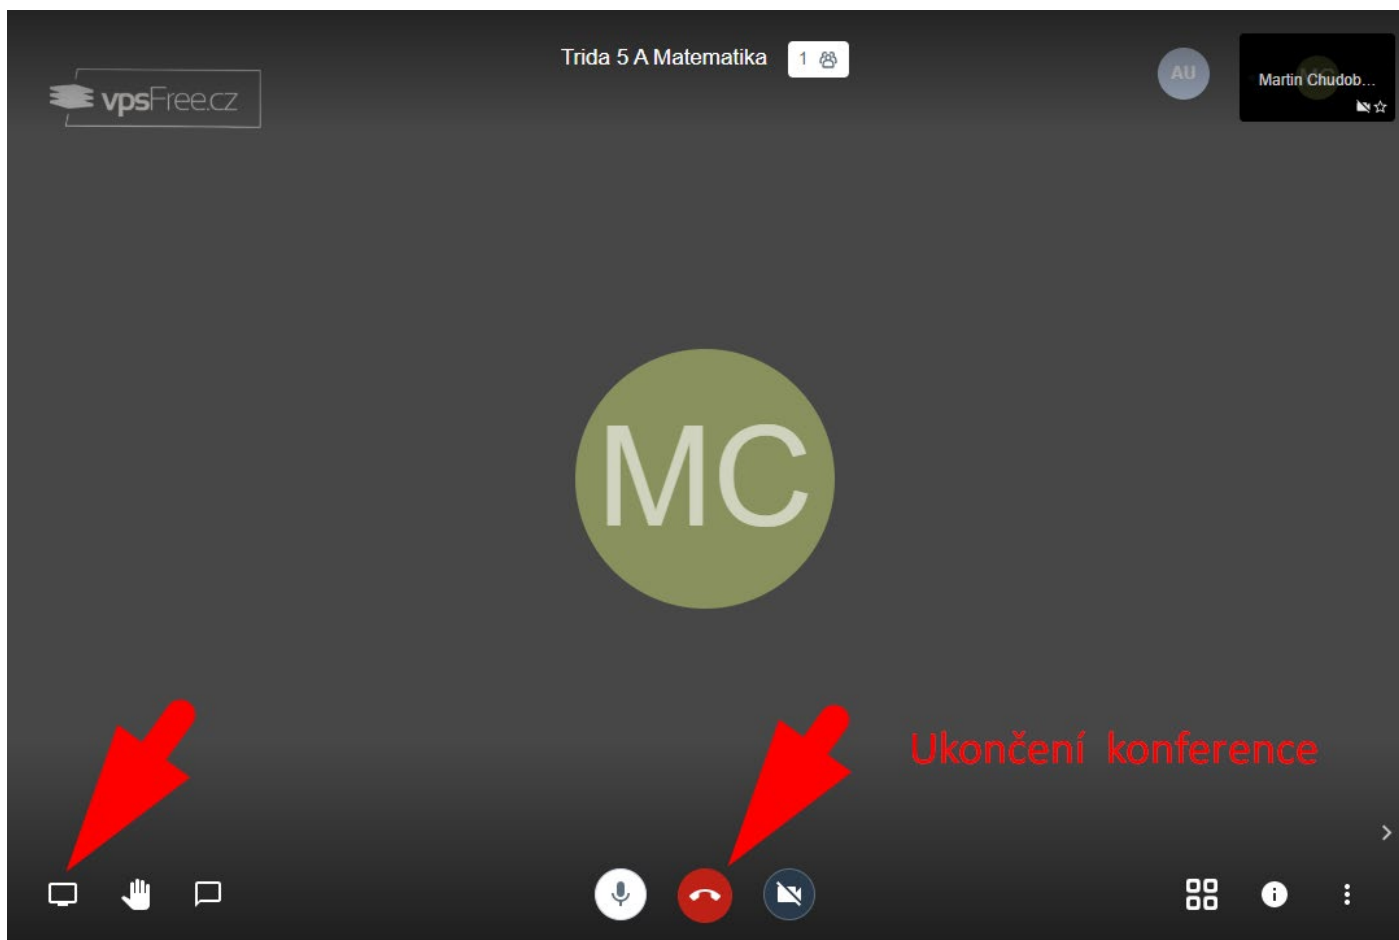 Trida 5 A Matematika 1
vpsFree.cz
AU
Martin Chudob...
MC
Ukončení konference